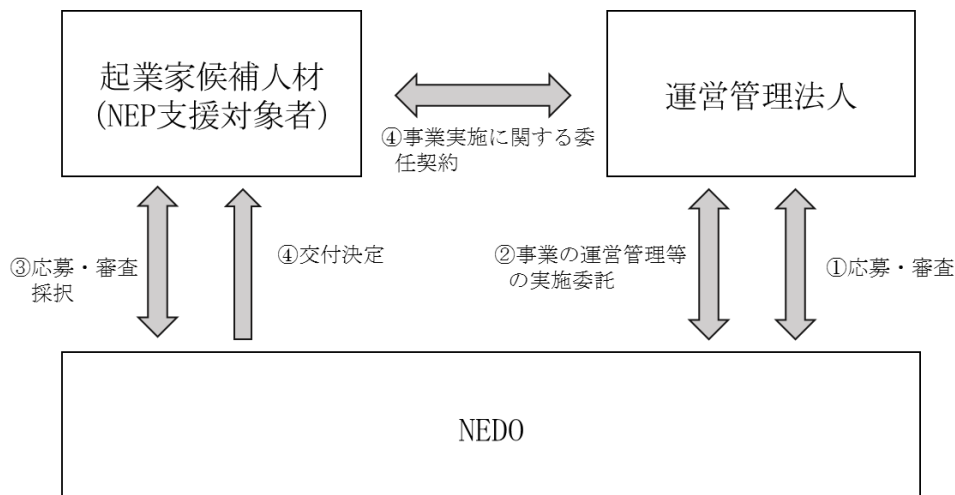 起業家候補人材
(NEP支援対象者)
運営管理法人
④事業実施に関する委
任契約
③応募・審査
採択
④交付決定
②事業の運営管理等
の実施委託
①応募・審査
NEDO